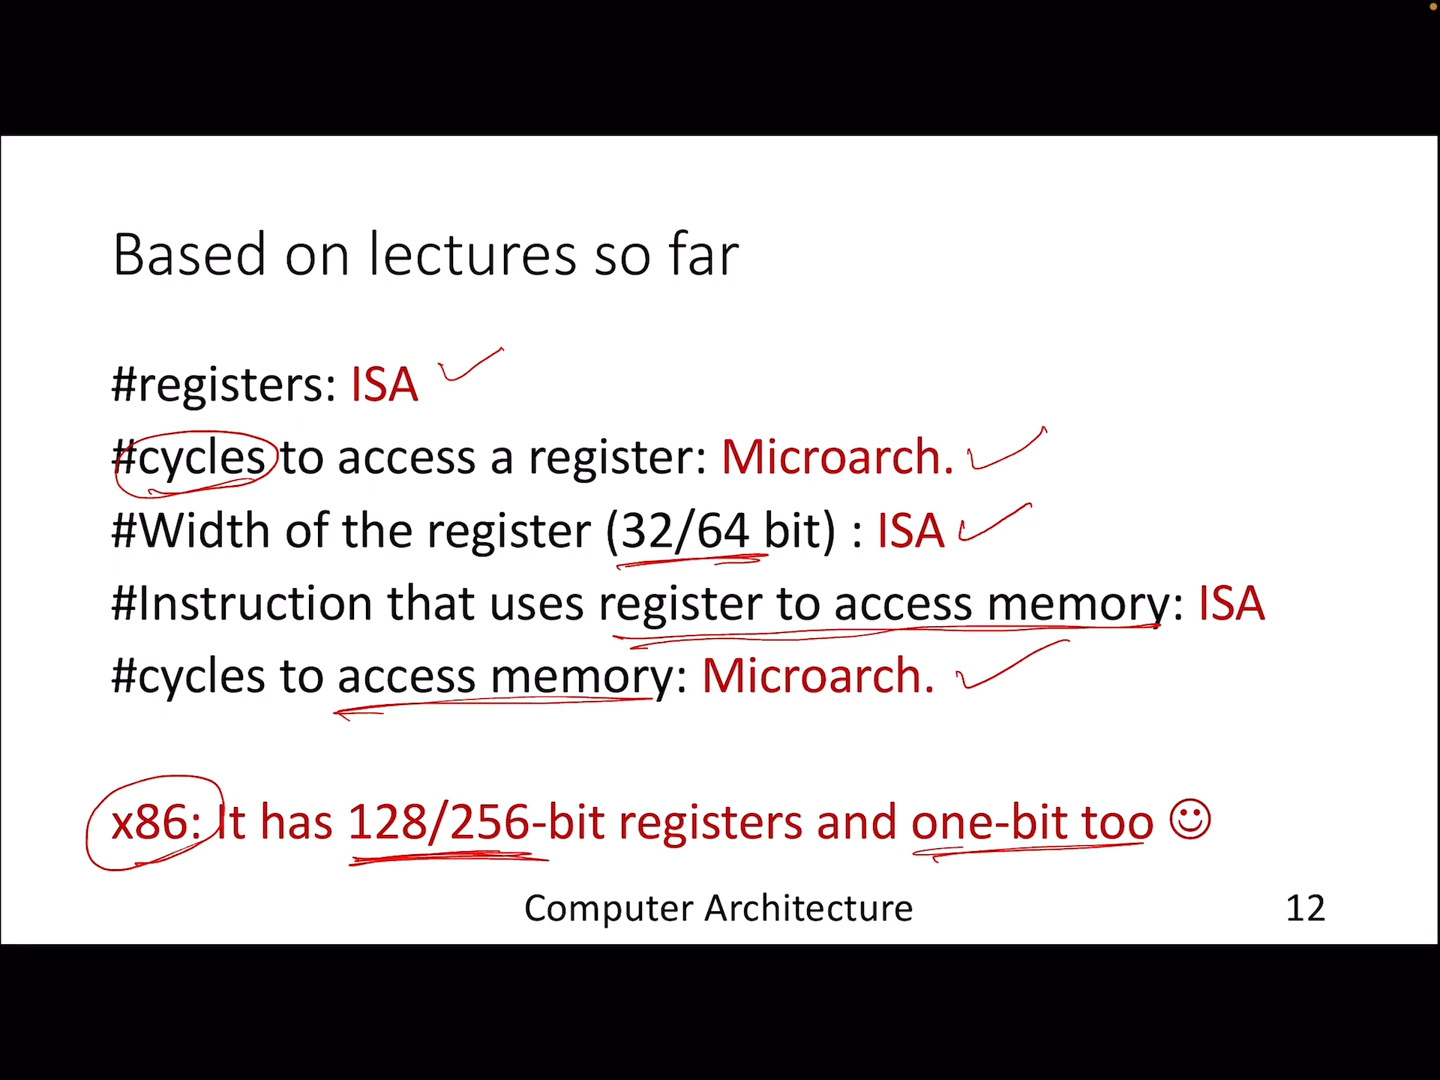 Based on lectures so far
#registers: ISA
#cycles to access a register: Microarch.
#Width of the register (32/64 bit) : ISA
#Instruction that uses register to access memory: ISA
#cycles to access memory: Microarch.
x86: It has 128/256-bit registers and one-bit too ☺
Computer Architecture
12